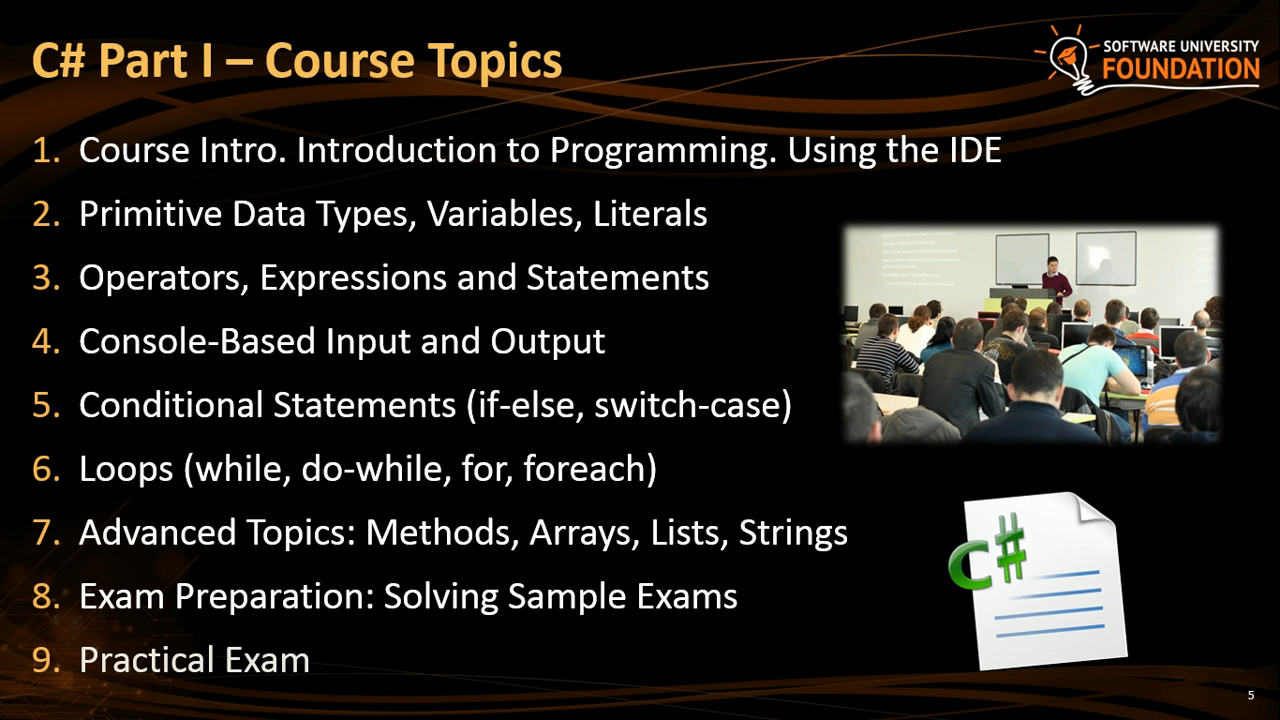 C# Part I – Course Topics
SOFTWARE UNIVERSITY
FOUNDATION
1. Course Intro. Introduction to Programming. Using the IDE
2. Primitive Data Types, Variables, Literals
3. Operators, Expressions and Statements
4. Console-Based Input and Output
5. Conditional Statements (if-else, switch-case)
6. Loops (while, do-while, for, foreach)
7. Advanced Topics: Methods, Arrays, Lists, Strings
8. Exam Preparation: Solving Sample Exams
9. Practical Exam
C#
5